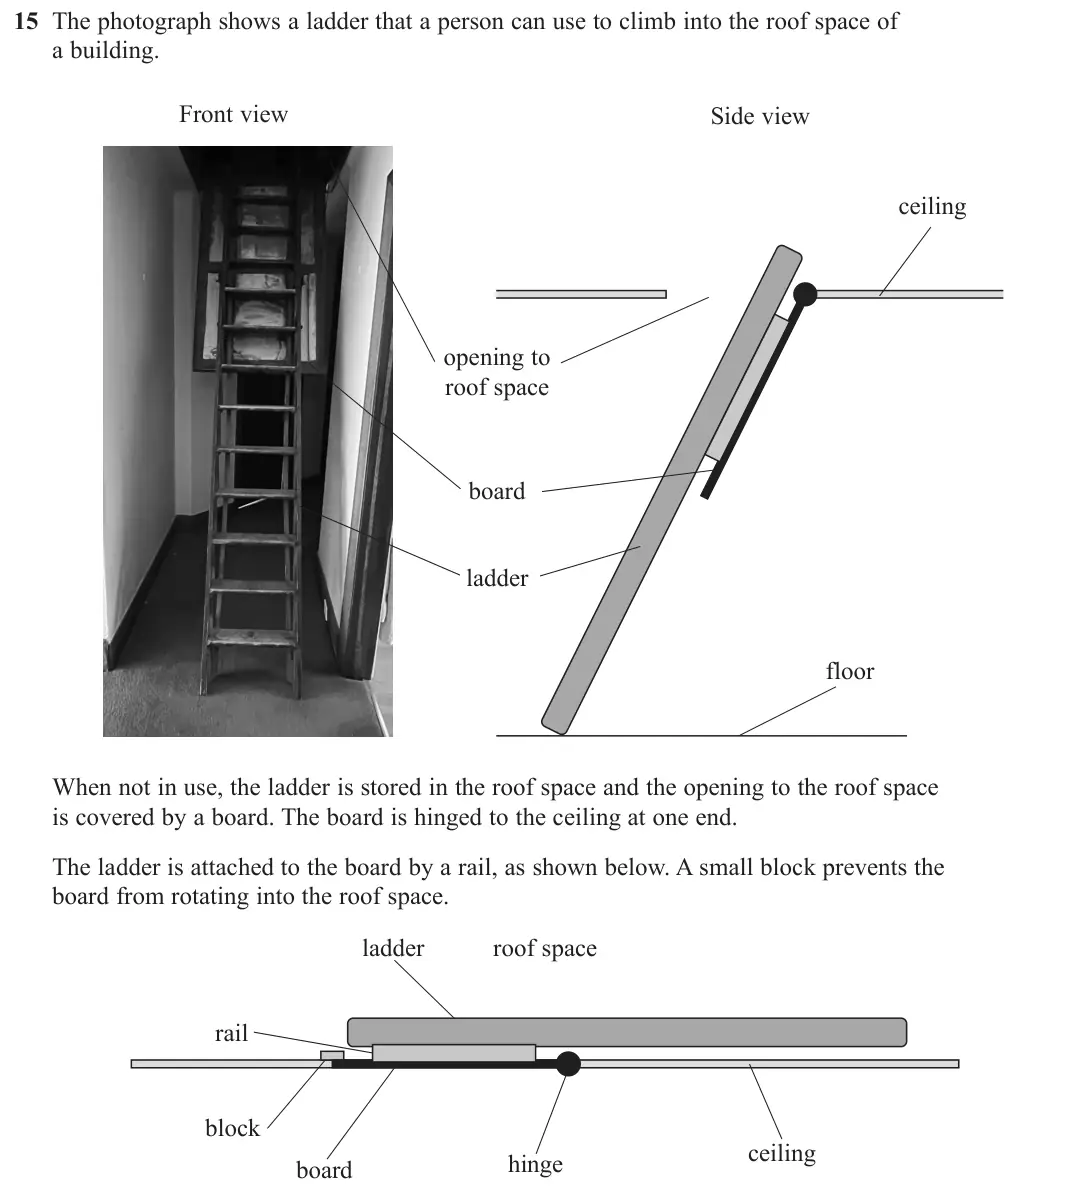 15 The photograph shows a ladder that a person can use to climb into the roof space of
a building.
Front view
Side view
ceiling
opening to
roof space
board
ladder
floor
When not in use, the ladder is stored in the roof space and the opening to the roof space
is covered by a board. The board is hinged to the ceiling at one end.
The ladder is attached to the board by a rail, as shown below. A small block prevents the
board from rotating into the roof space.
ladder
roof space
rail
block
board
hinge
ceiling